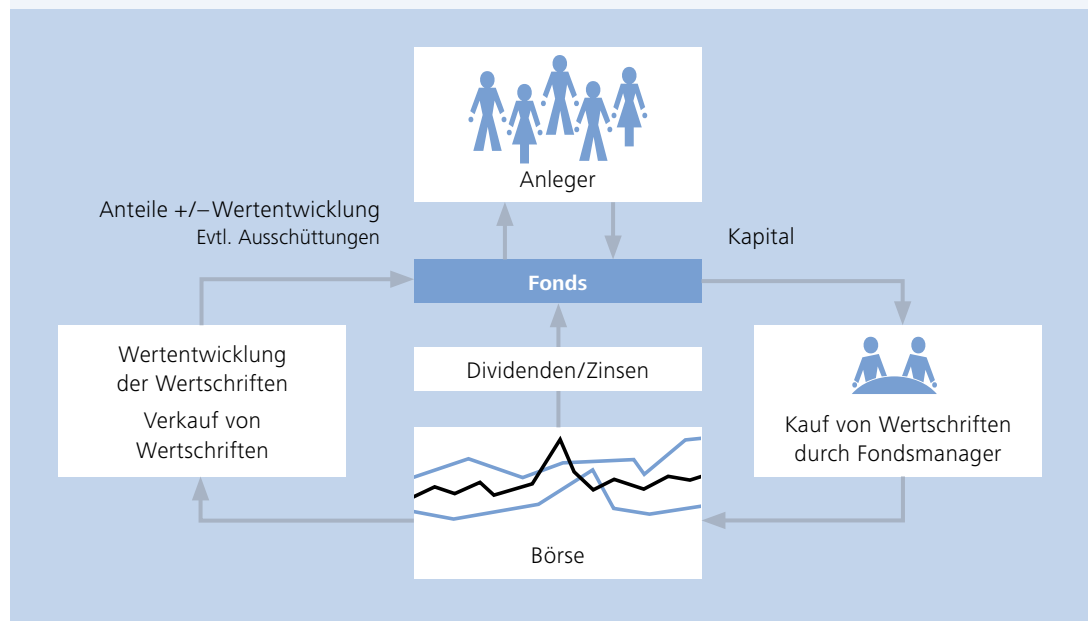 Anleger
Anteile +/– Wertentwicklung
Evtl. Ausschüttungen
Kapital
Fonds
Wertentwicklung
der Wertschriften
Verkauf von
Wertschriften
Dividenden/Zinsen
Kauf von Wertschriften
durch Fondsmanager
Börse